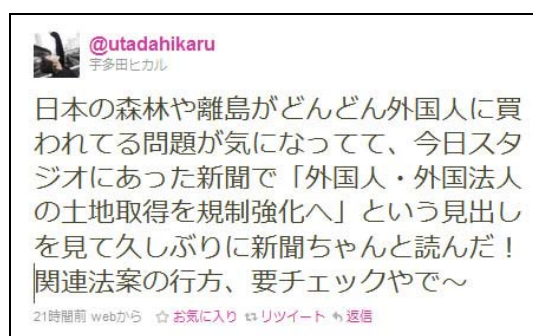 @utadahikaru
宇多田ヒカル
日本の森林や離島がどんどん外国人に買
われてる問題が気になってて、今日スタ
ジオにあった新聞で「外国人・外国法人
の土地取得を規制強化へ」という見出し
を見て久しぶりに新聞ちゃんと読んだ！
関連法案の行方、要チェックやで〜
21時間前 webから ☆お気に入り リツイート 返信